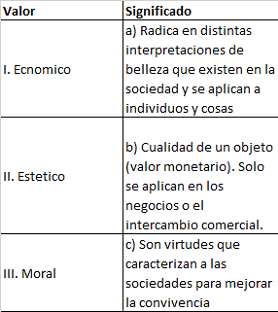 Valor Significado
a) Radica en distintas
interpretaciones de
I. Ecnomico belleza que existen en la
sociedad y se aplican a
individuos y cosas
b) Cualidad de un objeto
II. Estetico (valor monetario). Solo
se aplican en los
negocios o el
intercambio comercial.
c) Son virtudes que
III. Moral caracterizan a las
sociedades para mejorar
la convivencia